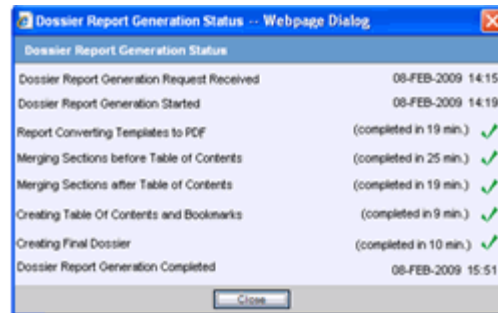 Dossier Report Generation Status -- Webpage Dialog
Dossier Report Generation Status
Dossier Report Generation Request Received 08-FEB-2009 14:15
Dossier Report Generation Started 08-FEB-2009 14:19
Report Converting Templates to PDF (completed in 19 min.)
Merging Sections before Table of Contents (completed in 25 min.)
Merging Sections after Table of Contents (completed in 19 min.)
Creating Table Of Contents and Bookmarks (completed in 9 min.)
Creating Final Dossier (completed in 10 min.)
Dossier Report Generation Completed 08-FEB-2009 15:51
Close